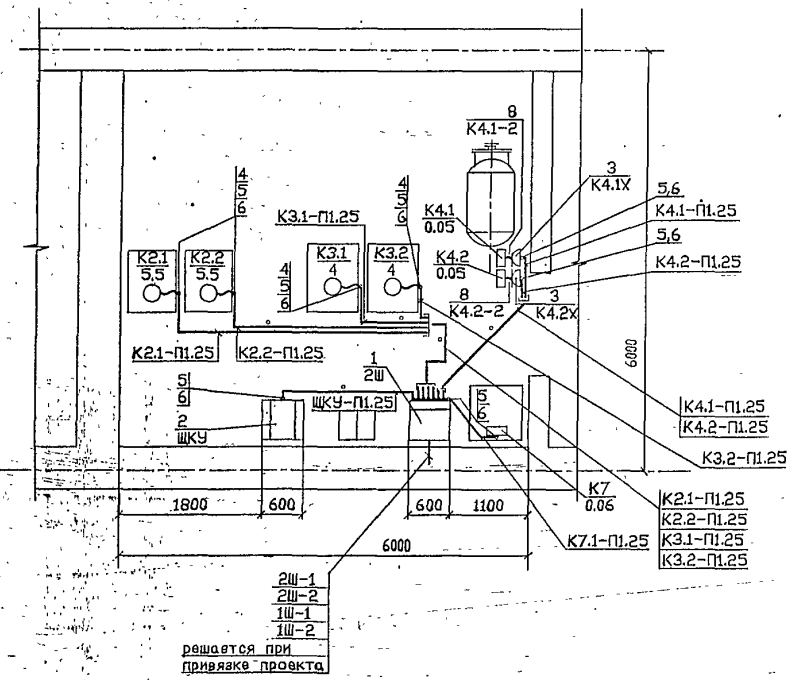 8
К4.1-2
3
К4.1Х
4
5
6
4
5
6
К3.1-П1.25
К4.1
0.05
5,6
К4.1-П1.25
5,6
К4.2-П1.25
К2.1
5.5
К2.2
5.5
К3.1
4
К3.2
4
4
5
6
К4.2
0.05
8
К4.2-2
3
К4.2Х
К2.1-П1.25
К2.2-П1.25
1
2Ш
6000
5
6
ЩКУ-П1.25
2
ЩКУ
5
6
К4.1-П1.25
К4.2-П1.25
К3.2-П1.25
К7
0.06
1800
600
600
1100
К2.1-П1.25
К2.2-П1.25
К3.1-П1.25
К3.2-П1.25
К7.1-П1.25
6000
2Ш-1
2Ш-2
1Ш-1
1Ш-2
решается при
привязке проекта